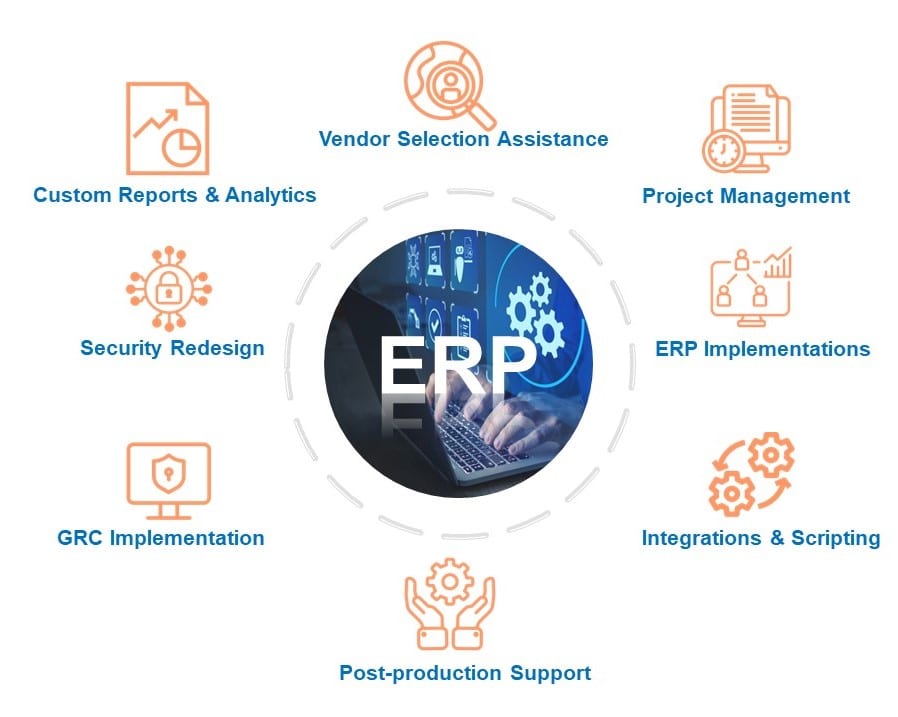 Vendor Selection Assistance
Custom Reports & Analytics
Project Management
Security Redesign
ERP
ERP Implementations
GRC Implementation
Integrations & Scripting
Post-production Support